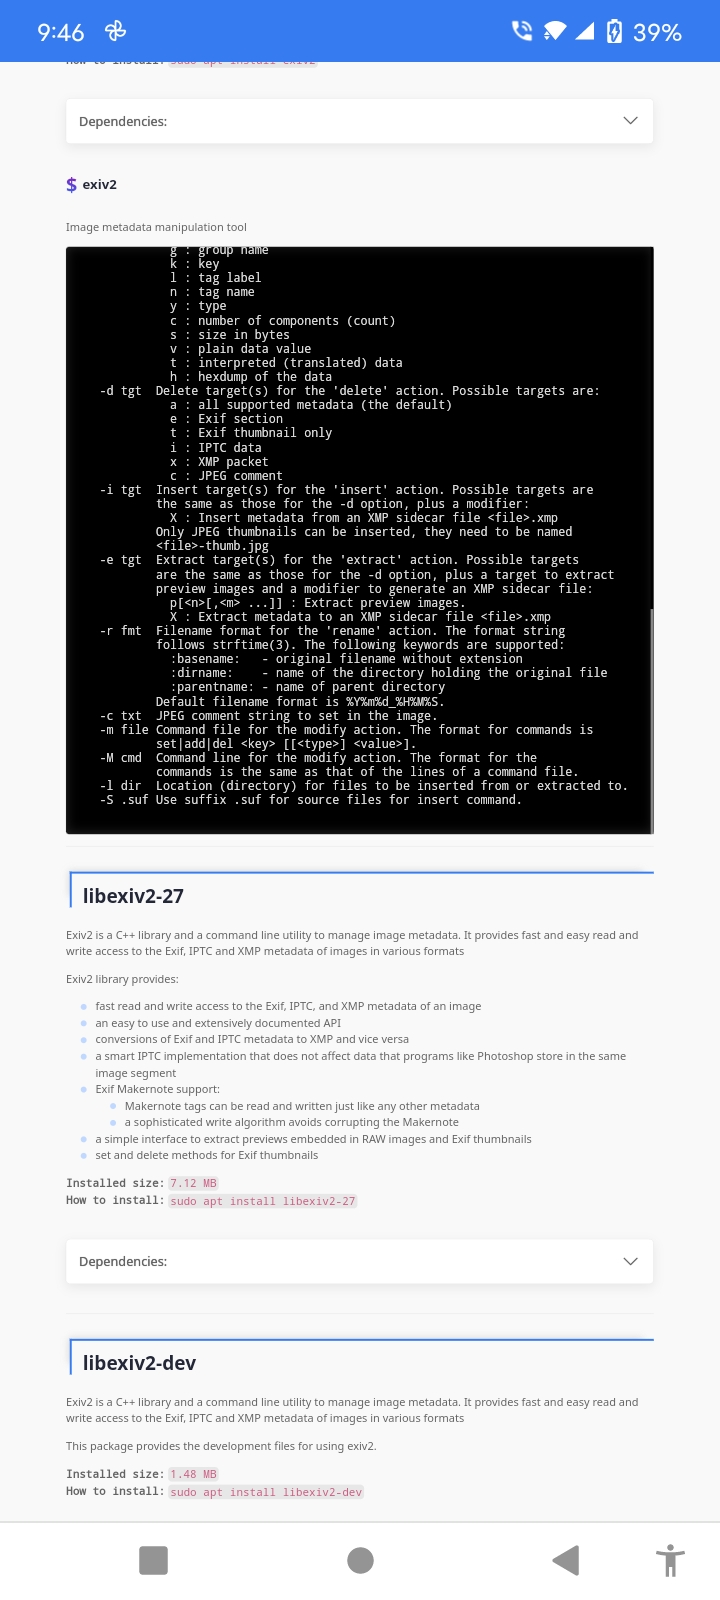 9:46 39%
How to install: sudo apt install exiv2
Dependencies:
$ exiv2
Image metadata manipulation tool
g : group name
k : key
l : tag label
n : tag name
y : type
c : number of components (count)
s : size in bytes
v : plain data value
t : interpreted (translated) data
h : hexdump of the data
-d tgt  Delete target(s) for the 'delete' action. Possible targets are:
a : all supported metadata (the default)
e : Exif section
t : Exif thumbnail only
i : IPTC data
x : XMP packet
c : JPEG comment
-i tgt  Insert target(s) for the 'insert' action. Possible targets are
the same as those for the -d option, plus a modifier:
X : Insert metadata from an XMP sidecar file <file>.xmp
Only JPEG thumbnails can be inserted, they need to be named
<file>-thumb.jpg
-e tgt  Extract target(s) for the 'extract' action. Possible targets
are the same as those for the -d option, plus a target to extract
preview images and a modifier to generate an XMP sidecar file:
p[<n>[,<m> ...]] : Extract preview images.
X : Extract metadata to an XMP sidecar file <file>.xmp
-r fmt  Filename format for the 'rename' action. The format string
follows strftime(3). The following keywords are supported:
:basename:   - original filename without extension
:dirname:    - name of the directory holding the original file
:parentname: - name of parent directory
Default filename format is %Y%m%d_%H%M%S.
-c txt  JPEG comment string to set in the image.
-m file Command file for the modify action. The format for commands is
set|add|del <key> [[<type>] <value>].
-M cmd  Command line for the modify action. The format for the
commands is the same as that of the lines of a command file.
-l dir  Location (directory) for files to be inserted from or extracted to.
-S .suf Use suffix .suf for source files for insert command.
libexiv2-27
Exiv2 is a C++ library and a command line utility to manage image metadata. It provides fast and easy read and
write access to the Exif, IPTC and XMP metadata of images in various formats
Exiv2 library provides:
fast read and write access to the Exif, IPTC, and XMP metadata of an image
an easy to use and extensively documented API
conversions of Exif and IPTC metadata to XMP and vice versa
a smart IPTC implementation that does not affect data that programs like Photoshop store in the same
image segment
Exif Makernote support:
Makernote tags can be read and written just like any other metadata
a sophisticated write algorithm avoids corrupting the Makernote
a simple interface to extract previews embedded in RAW images and Exif thumbnails
set and delete methods for Exif thumbnails
Installed size: 7.12 MB
How to install: sudo apt install libexiv2-27
Dependencies:
libexiv2-dev
Exiv2 is a C++ library and a command line utility to manage image metadata. It provides fast and easy read and
write access to the Exif, IPTC and XMP metadata of images in various formats
This package provides the development files for using exiv2.
Installed size: 1.48 MB
How to install: sudo apt install libexiv2-dev